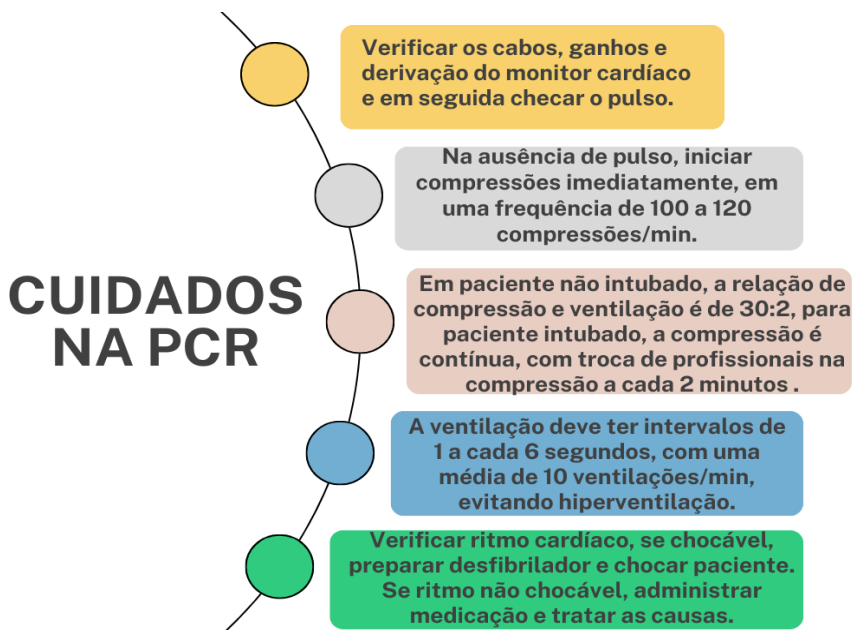 CUIDADOS
NA PCR
Verificar os cabos, ganhos e
derivação do monitor cardíaco
e em seguida checar o pulso.
Na ausência de pulso, iniciar
compressões imediatamente, em
uma frequência de 100 a 120
compressões/min.
Em paciente não intubado, a relação de
compressão e ventilação é de 30:2, para
paciente intubado, a compressão é
contínua, com troca de profissionais na
compressão a cada 2 minutos .
A ventilação deve ter intervalos de
1 a cada 6 segundos, com uma
média de 10 ventilações/min,
evitando hiperventilação.
Verificar ritmo cardíaco, se chocável,
preparar desfibrilador e chocar paciente.
Se ritmo não chocável, administrar
medicação e tratar as causas.